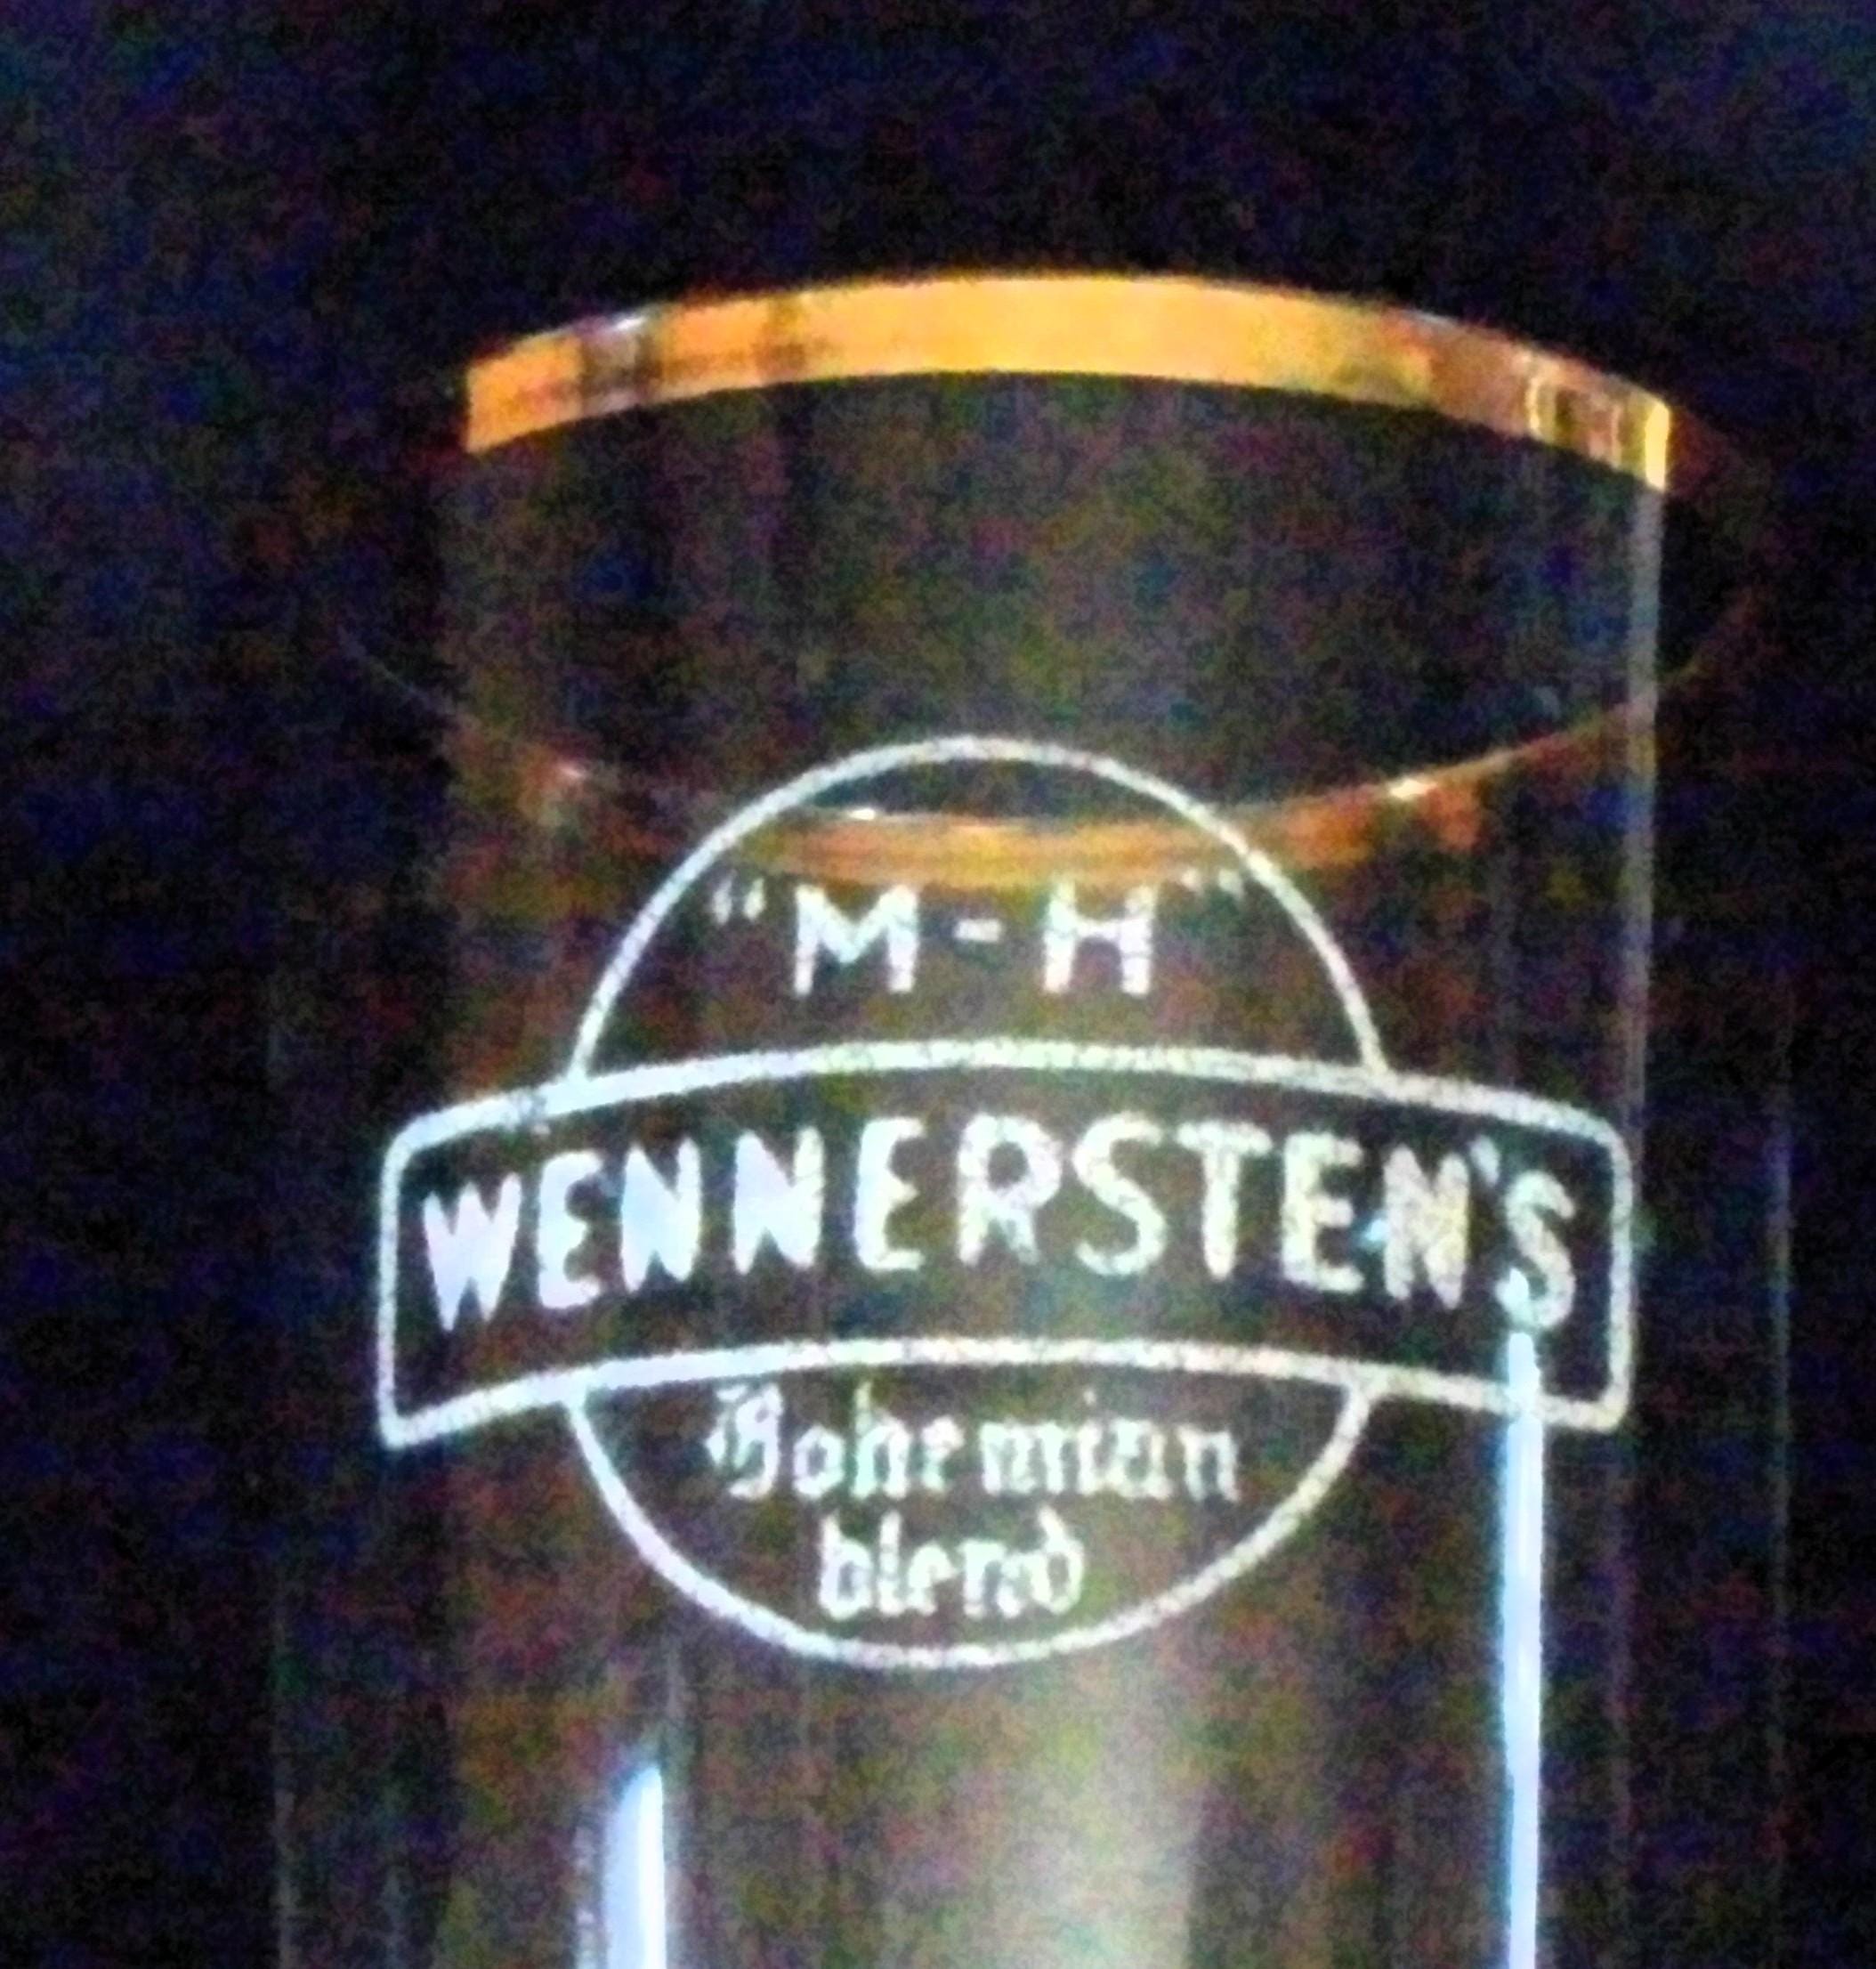 "M-H"
WENNERSTEN'S
Bohemian
blend